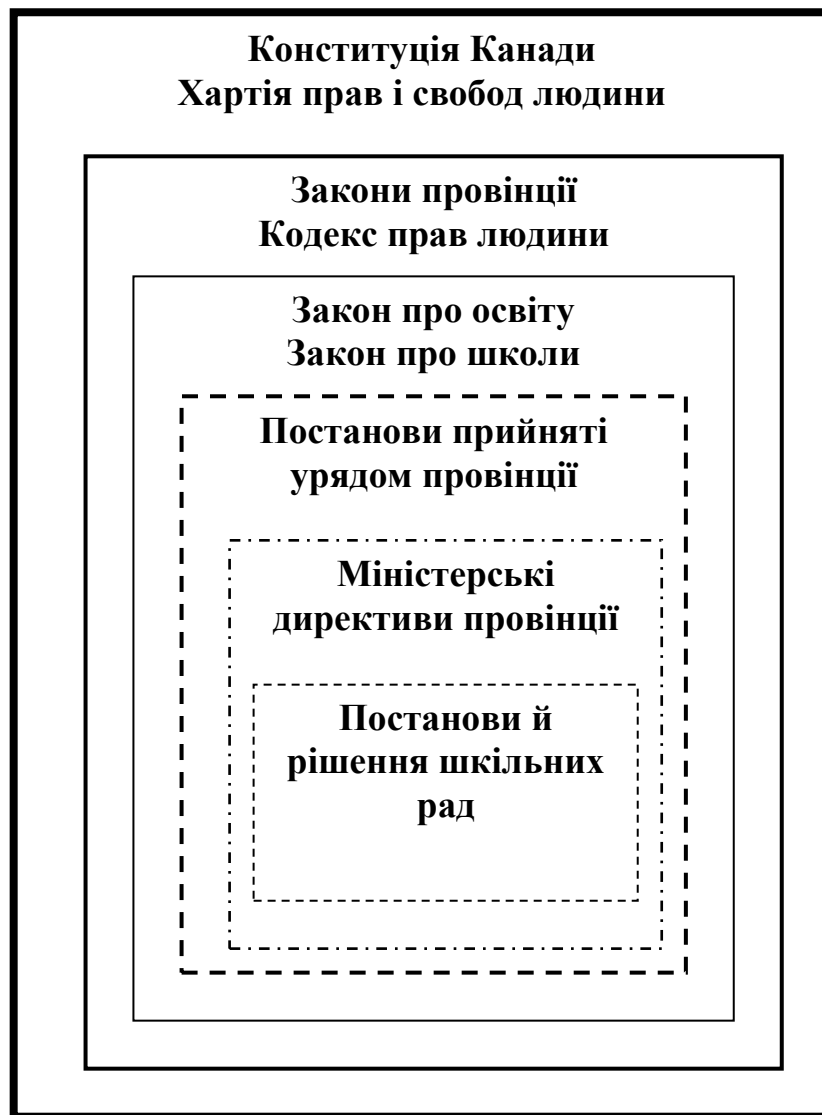 Конституція Канади
Хартія прав і свобод людини
Закони провінції
Кодекс прав людини
Закон про освіту
Закон про школи
Постанови прийняті
урядом провінції
Міністерські
директиви провінції
Постанови й
рішення шкільних
рад